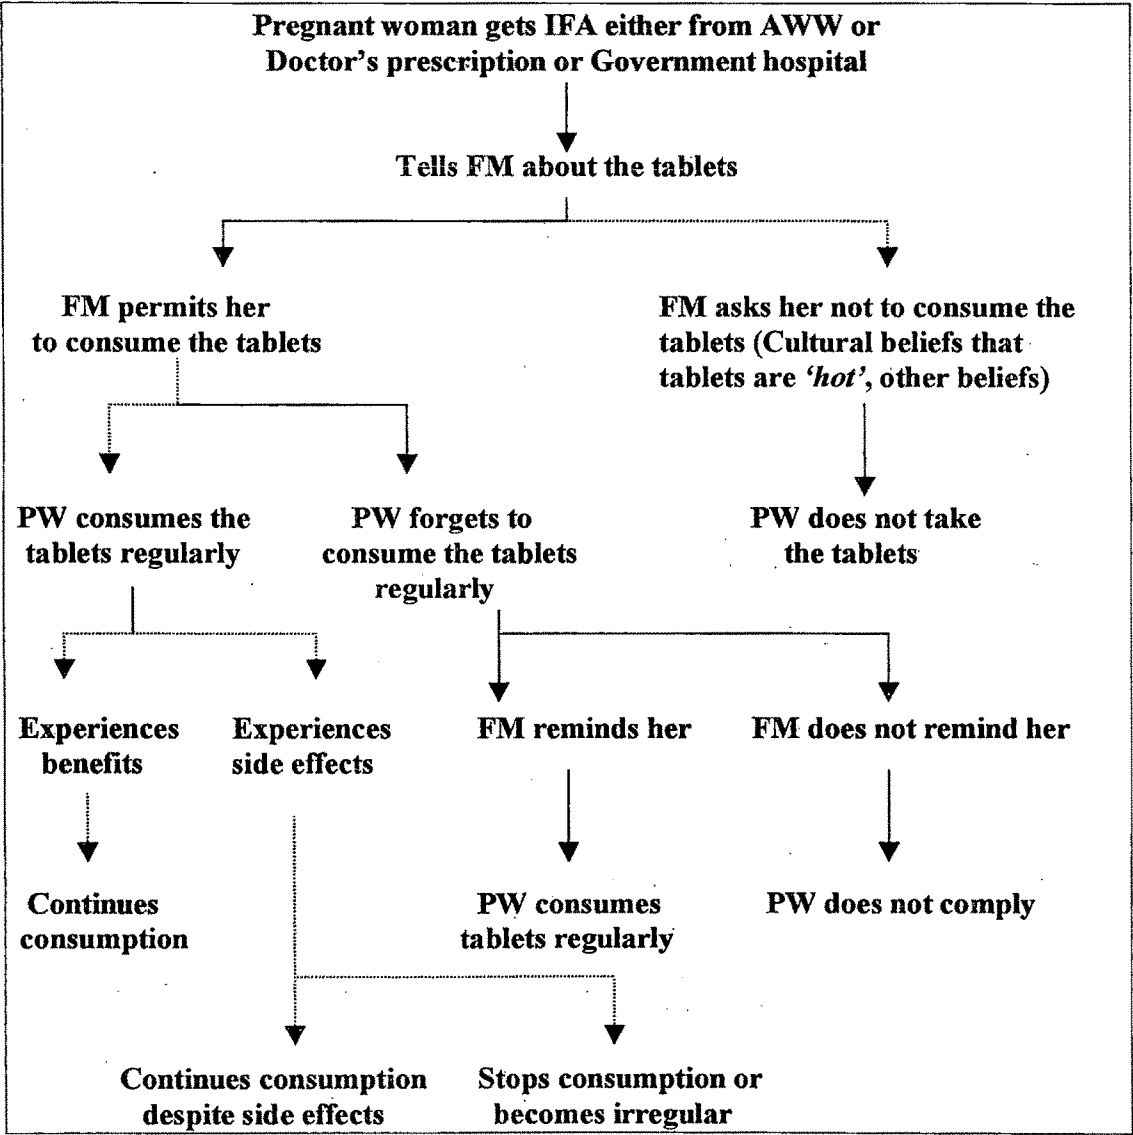 Pregnant woman gets IFA either from AWW or
Doctor's prescription or Government hospital
Tells FM about the tablets
FM permits her
to consume the tablets
FM asks her not to consume the
tablets (Cultural beliefs that
tablets are 'hot', other beliefs)
PW consumes the
tablets regularly
PW forgets to
consume the tablets
regularly
PW does not take
the tablets
Experiences
benefits
Experiences
side effects
FM reminds her
FM does not remind her
Continues
consumption
PW consumes
tablets regularly
PW does not comply
Continues consumption
despite side effects
Stops consumption or
becomes irregular